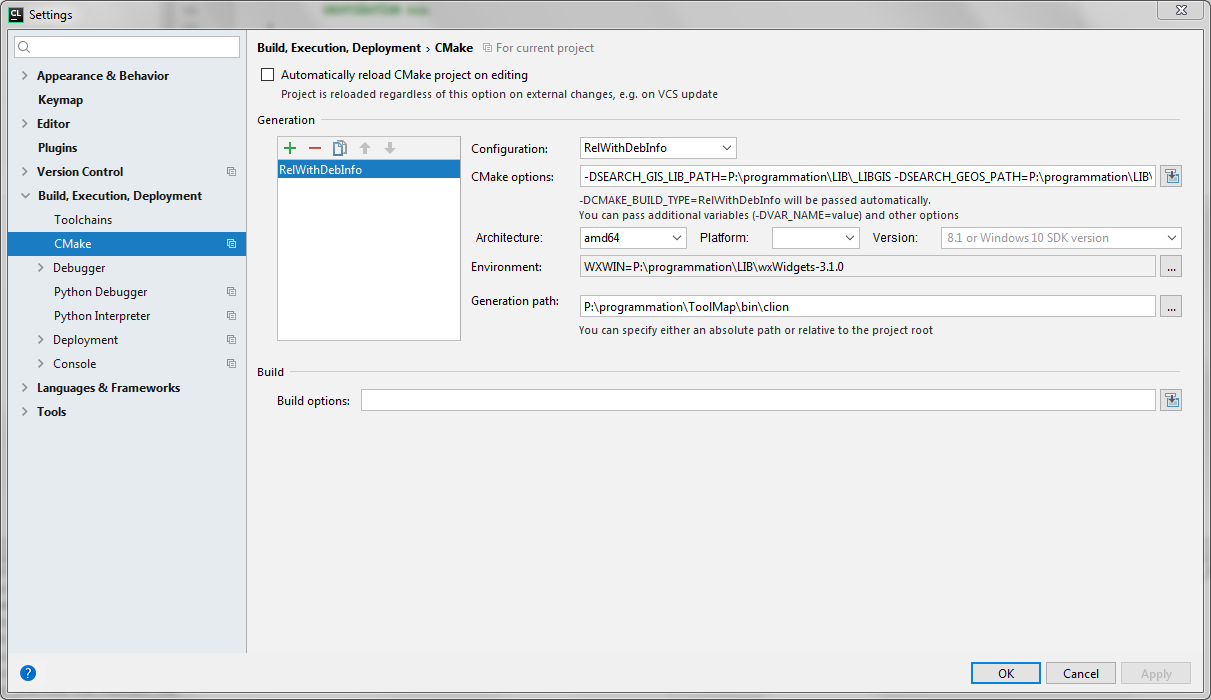 CL Settings
Build, Execution, Deployment › CMake For current project
Appearance & Behavior
Keymap
Editor
Plugins
Version Control
Build, Execution, Deployment
Toolchains
CMake
Debugger
Python Debugger
Python Interpreter
Deployment
Console
Languages & Frameworks
Tools
Automatically reload CMake project on editing
Project is reloaded regardless of this option on external changes, e.g. on VCS update
Generation
RelWithDebInfo
Configuration: RelWithDebInfo
CMake options: -DSEARCH_GIS_LIB_PATH=P:\programmation\LIB\_LIBGIS -DSEARCH_GEOS_PATH=P:\programmation\LIB\
-DCMAKE_BUILD_TYPE=RelWithDebInfo will be passed automatically.
You can pass additional variables (-DVAR_NAME=value) and other options
Architecture: amd64 Platform: Version: 8.1 or Windows 10 SDK version
Environment: WXWIN=P:\programmation\LIB\wxWidgets-3.1.0 ...
Generation path: P:\programmation\ToolMap\bin\clion ...
You can specify either an absolute path or relative to the project root
Build
Build options:
? OK Cancel Apply